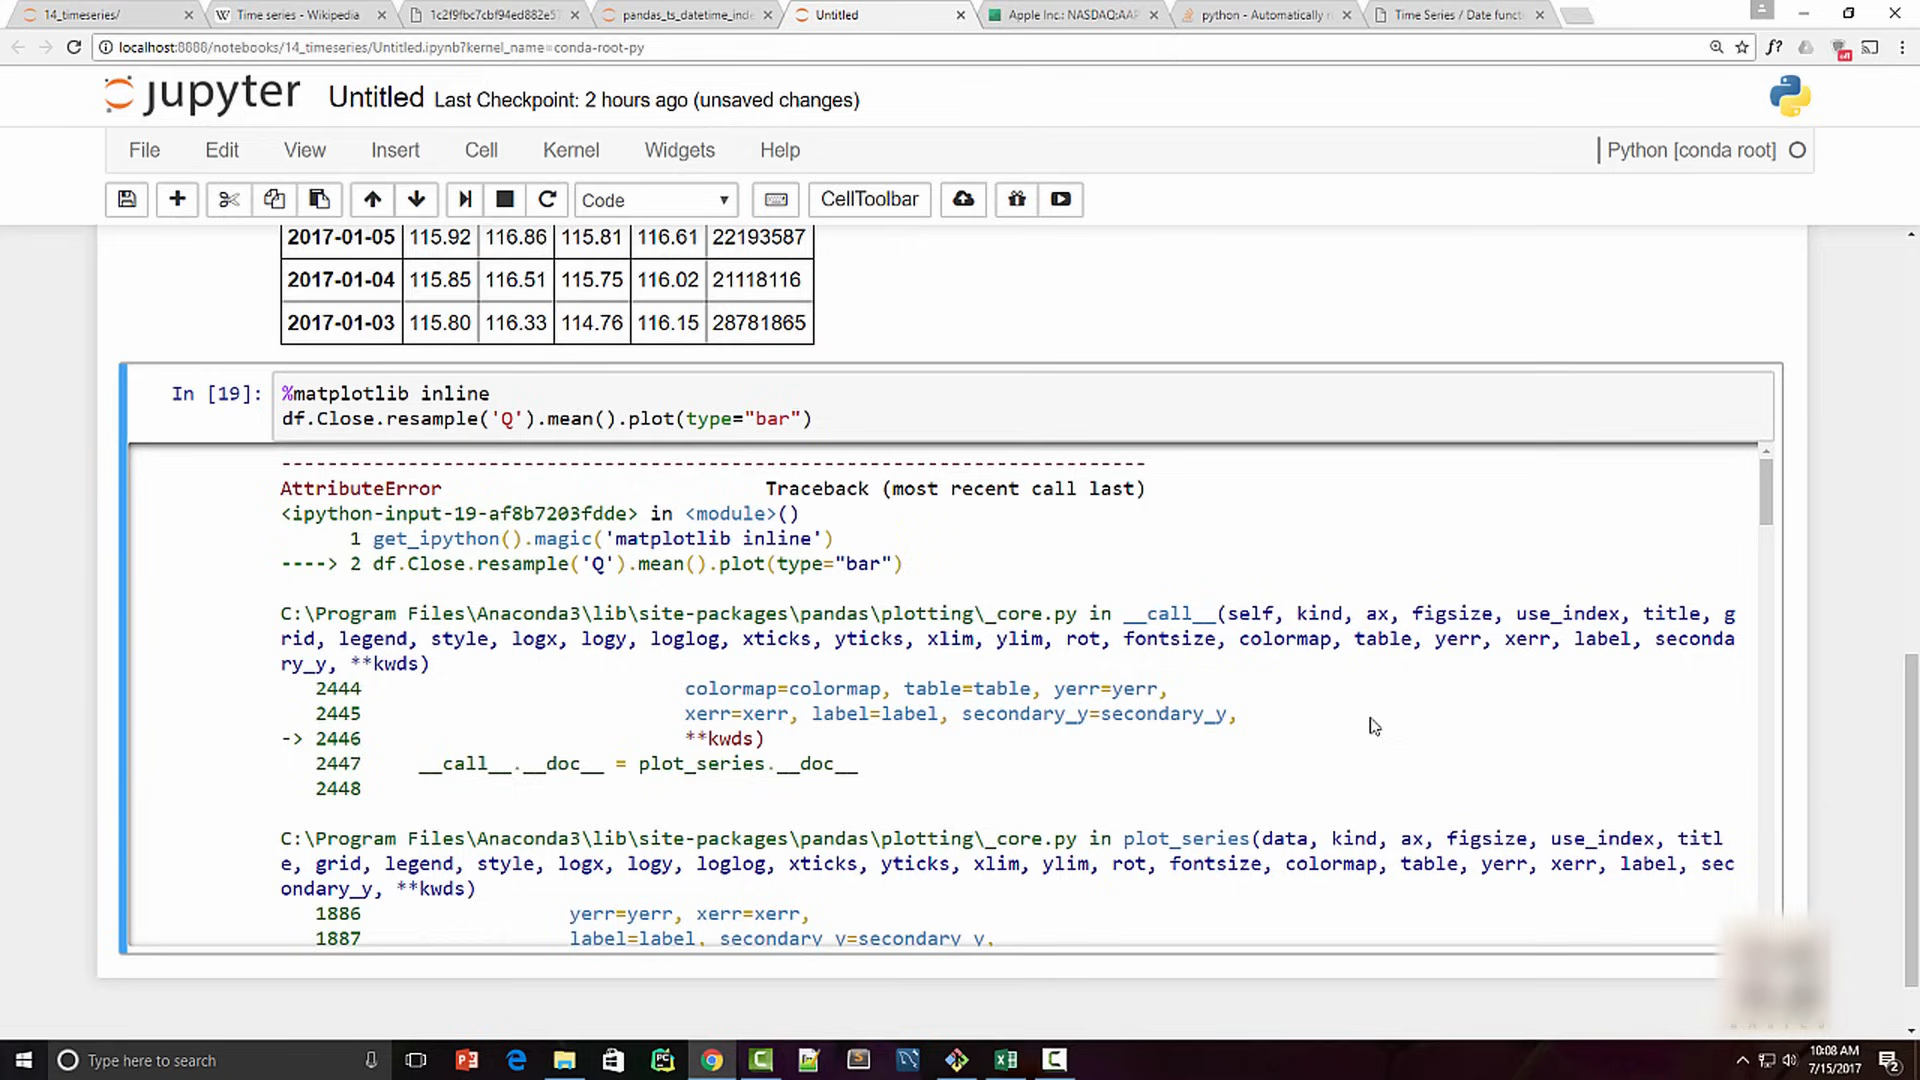 14_timeseries/
Time series - Wikipedia
1c2f9fbc7cbf94ed882e5
pandas_ts_datetime_inde
Untitled
Apple Inc.: NASDAQ:AAP
python - Automatically r
Time Series / Date funct
localhost:8888/notebooks/14_timeseries/Untitled.ipynb?kernel_name=conda-root-py
f?
off
jupyter Untitled Last Checkpoint: 2 hours ago (unsaved changes)
File Edit View Insert Cell Kernel Widgets Help Python [conda root]
Code CellToolbar
2017-01-05 115.92 116.86 115.81 116.61 22193587
2017-01-04 115.85 116.51 115.75 116.02 21118116
2017-01-03 115.80 116.33 114.76 116.15 28781865
In [19]: %matplotlib inline
df.Close.resample('Q').mean().plot(type="bar")
---------------------------------------------------------------------------
AttributeError Traceback (most recent call last)
<ipython-input-19-af8b7203fdde> in <module>()
1 get_ipython().magic('matplotlib inline')
----> 2 df.Close.resample('Q').mean().plot(type="bar")
C:\Program Files\Anaconda3\lib\site-packages\pandas\plotting\_core.py in __call__(self, kind, ax, figsize, use_index, title, g
rid, legend, style, logx, logy, loglog, xticks, yticks, xlim, ylim, rot, fontsize, colormap, table, yerr, xerr, label, seconda
ry_y, **kwds)
2444 colormap=colormap, table=table, yerr=yerr,
2445 xerr=xerr, label=label, secondary_y=secondary_y,
-> 2446 **kwds)
2447 __call__.__doc__ = plot_series.__doc__
2448
C:\Program Files\Anaconda3\lib\site-packages\pandas\plotting\_core.py in plot_series(data, kind, ax, figsize, use_index, titl
e, grid, legend, style, logx, logy, loglog, xticks, yticks, xlim, ylim, rot, fontsize, colormap, table, yerr, xerr, label, sec
ondary_y, **kwds)
1886 yerr=yerr, xerr=xerr,
1887 label=label, secondary_y=secondary_y,
Type here to search
10:08 AM
7/15/2017
2